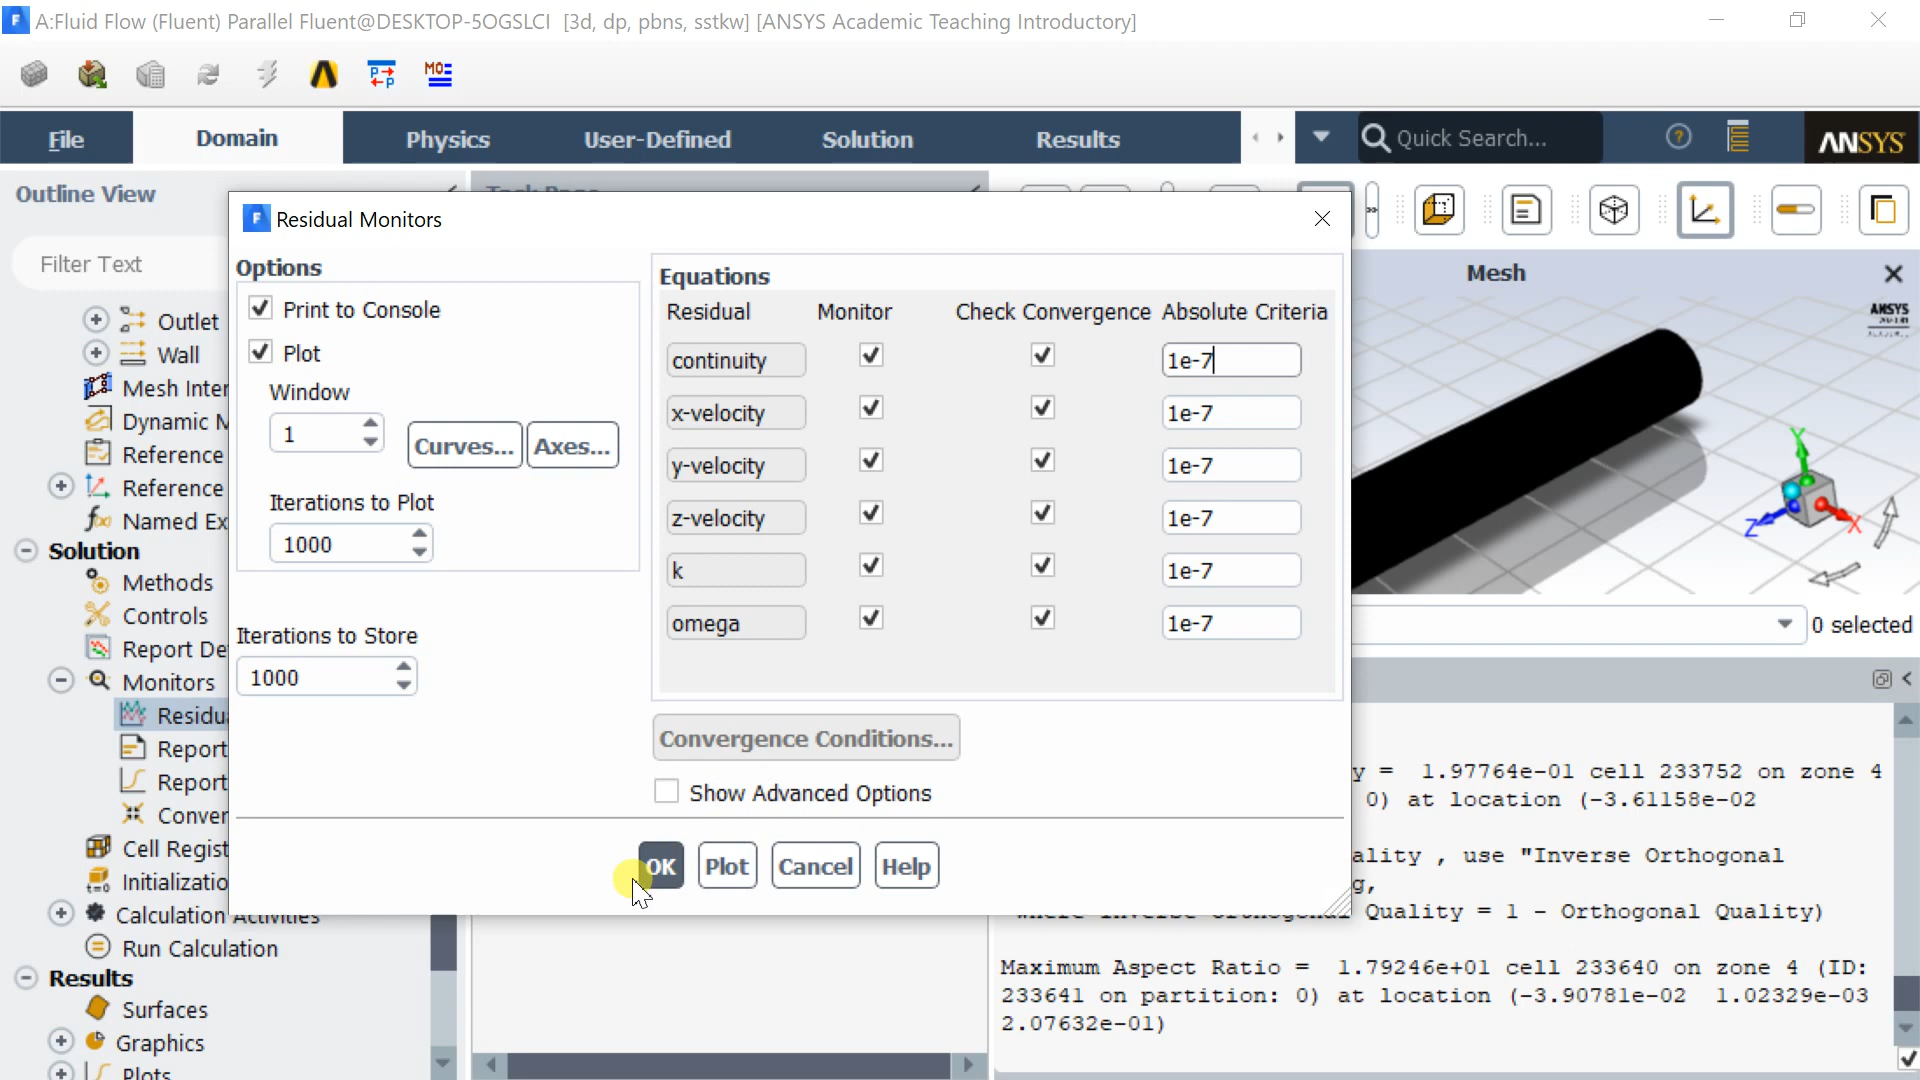 A:Fluid Flow (Fluent) Parallel Fluent@DESKTOP-5OGSLCI [3d, dp, pbns, sstkw] [ANSYS Academic Teaching Introductory]
File Domain Physics User-Defined Solution Results Quick Search... ANSYS
Outline View
Filter Text
Outlet
Wall
Mesh Inter
Dynamic M
Reference
Reference
Named Ex
Solution
Methods
Controls
Report De
Monitors
Residu
Report
Report
Conver
Cell Regist
Initializatio
Calculation Activities
Run Calculation
Results
Surfaces
Graphics
Plots
Task Page
Residual Monitors
Options
Print to Console
Plot
Window
1
Curves... Axes...
Iterations to Plot
1000
Iterations to Store
1000
Equations
Residual Monitor Check Convergence Absolute Criteria
continuity 1e-7
x-velocity 1e-7
y-velocity 1e-7
z-velocity 1e-7
k 1e-7
omega 1e-7
Convergence Conditions...
Show Advanced Options
OK Plot Cancel Help
Mesh
ANSYS
Y
Z X
0 selected
y = 1.97764e-01 cell 233752 on zone 4
0) at location (-3.61158e-02
ality , use "Inverse Orthogonal
g,
Quality = 1 - Orthogonal Quality)
Maximum Aspect Ratio = 1.79246e+01 cell 233640 on zone 4 (ID:
233641 on partition: 0) at location (-3.90781e-02 1.02329e-03
2.07632e-01)